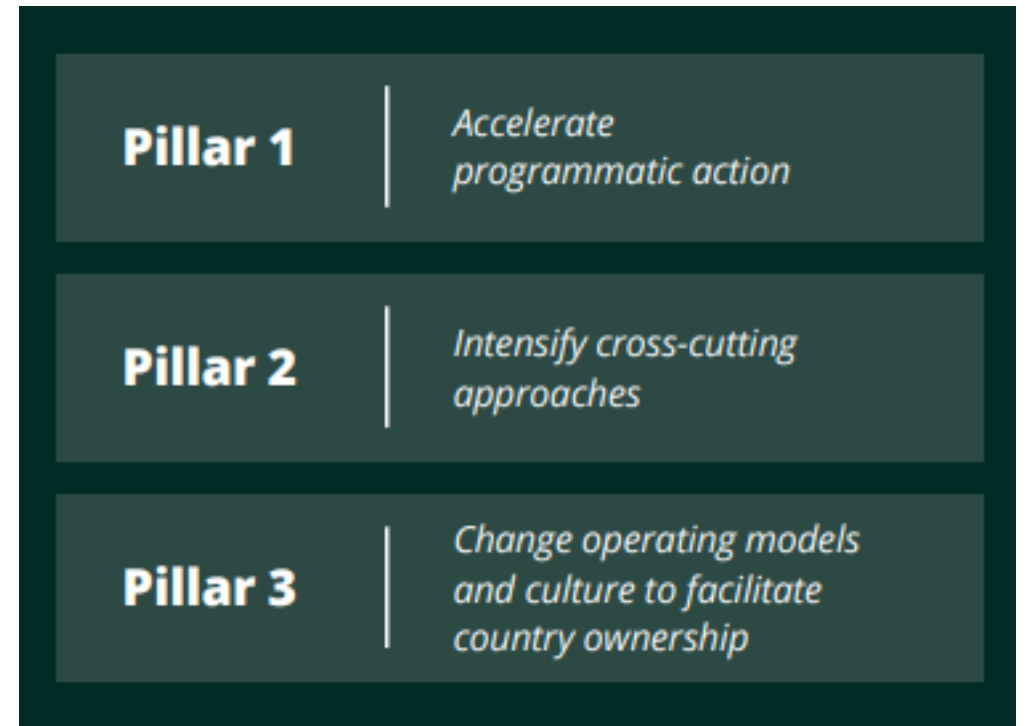 Pillar 1
Accelerate
programmatic action
Pillar 2
Intensify cross-cutting
approaches
Pillar 3
Change operating models
and culture to facilitate
country ownership